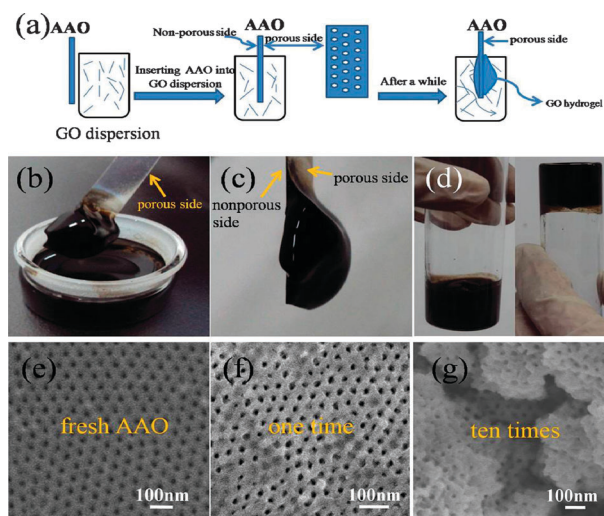 (a)
AAO
GO dispersion
Inserting AAO into
GO dispersion
Non-porous side
AAO
porous side
After a while
AAO
porous side
GO hydrogel
(b)
porous side
(c)
nonporous
side
porous side
(d)
(e)
fresh AAO
100nm
(f)
one time
100nm
(g)
ten times
100nm